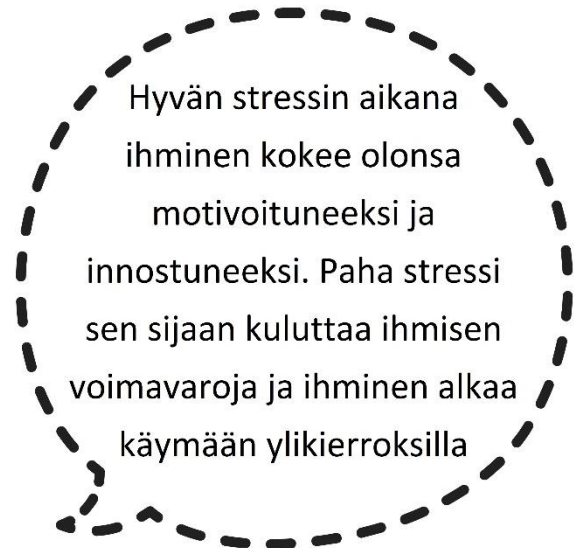 Hyvän stressin aikana
ihminen kokee olonsa
motivoituneeksi ja
innostuneeksi. Paha stressi
sen sijaan kuluttaa ihmisen
voimavaroja ja ihminen alkaa
käymään ylikierroksilla